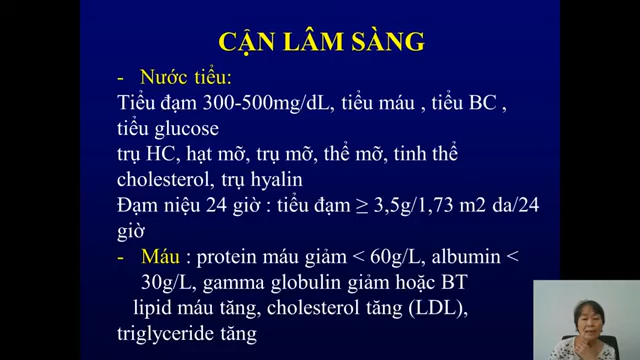 CẬN LÂM SÀNG
- Nước tiểu:
Tiểu đạm 300-500mg/dL, tiểu máu , tiểu BC ,
tiểu glucose
trụ HC, hạt mỡ, trụ mỡ, thể mỡ, tinh thể
cholesterol, trụ hyalin
Đạm niệu 24 giờ : tiểu đạm ≥ 3,5g/1,73 m2 da/24
giờ
- Máu : protein máu giảm < 60g/L, albumin <
30g/L, gamma globulin giảm hoặc BT
lipid máu tăng, cholesterol tăng (LDL),
triglyceride tăng